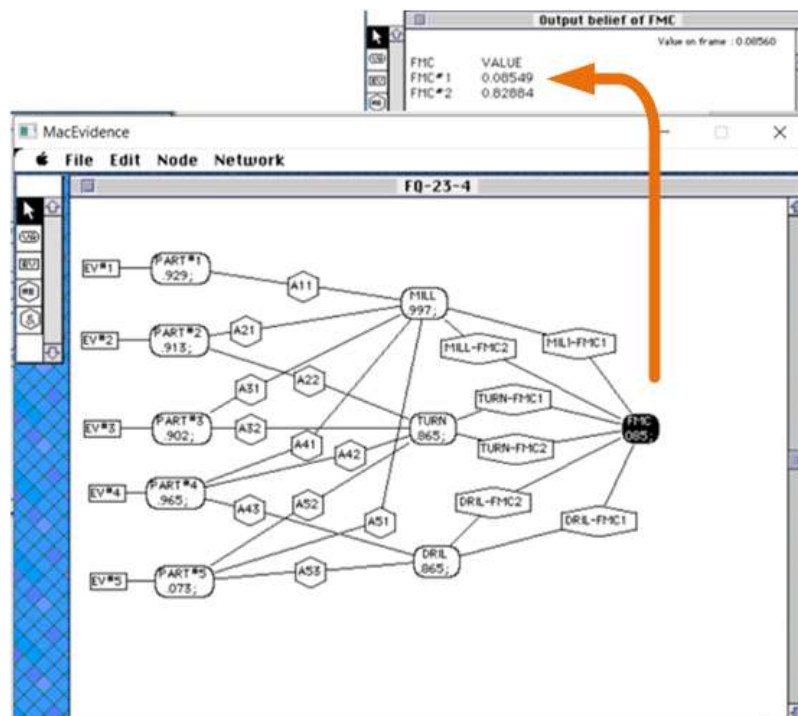 Output belief of FMC
Value on frame : 0.08560
FMC VALUE
FMC#1 0.08549
FMC#2 0.82884
MacEvidence
File Edit Node Network
FQ-23-4
EV#1
PART#1
.929;
A11
MILL
997;
EV#2
PART#2
.913;
A21
MILL-FMC2
MILl-FMC1
A31
A22
TURN-FMC1
EV#3
PART#3
.902;
A32
TURN
.865;
FMC
085;
A41
A42
TURN-FMC2
EV#4
PART#4
.965;
A43
A52
A51
DRIL-FMC2
DRIL-FMC1
EV#5
PART#5
.073;
A53
DRIL
.865;